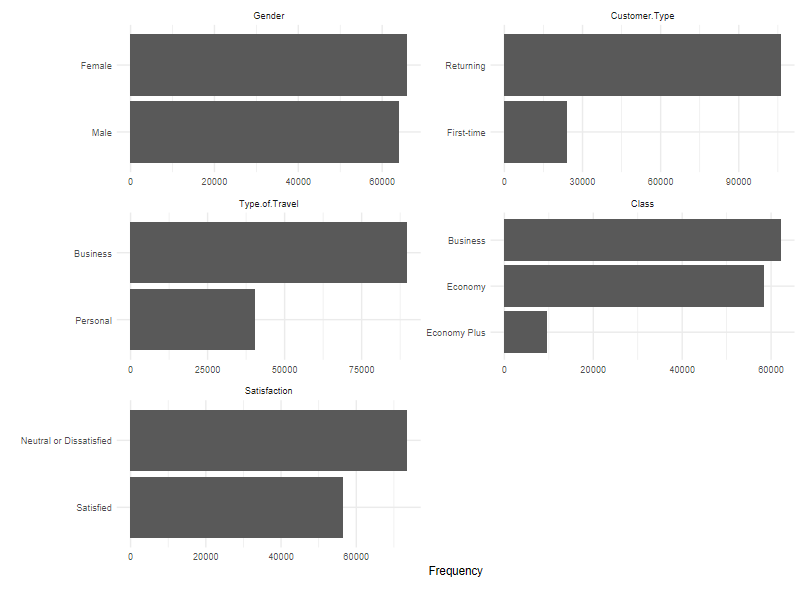 Gender
Female
Male
0 20000 40000 60000
Customer.Type
Returning
First-time
0 30000 60000 90000
Type.of.Travel
Business
Personal
0 25000 50000 75000
Class
Business
Economy
Economy Plus
0 20000 40000 60000
Satisfaction
Neutral or Dissatisfied
Satisfied
0 20000 40000 60000
Frequency